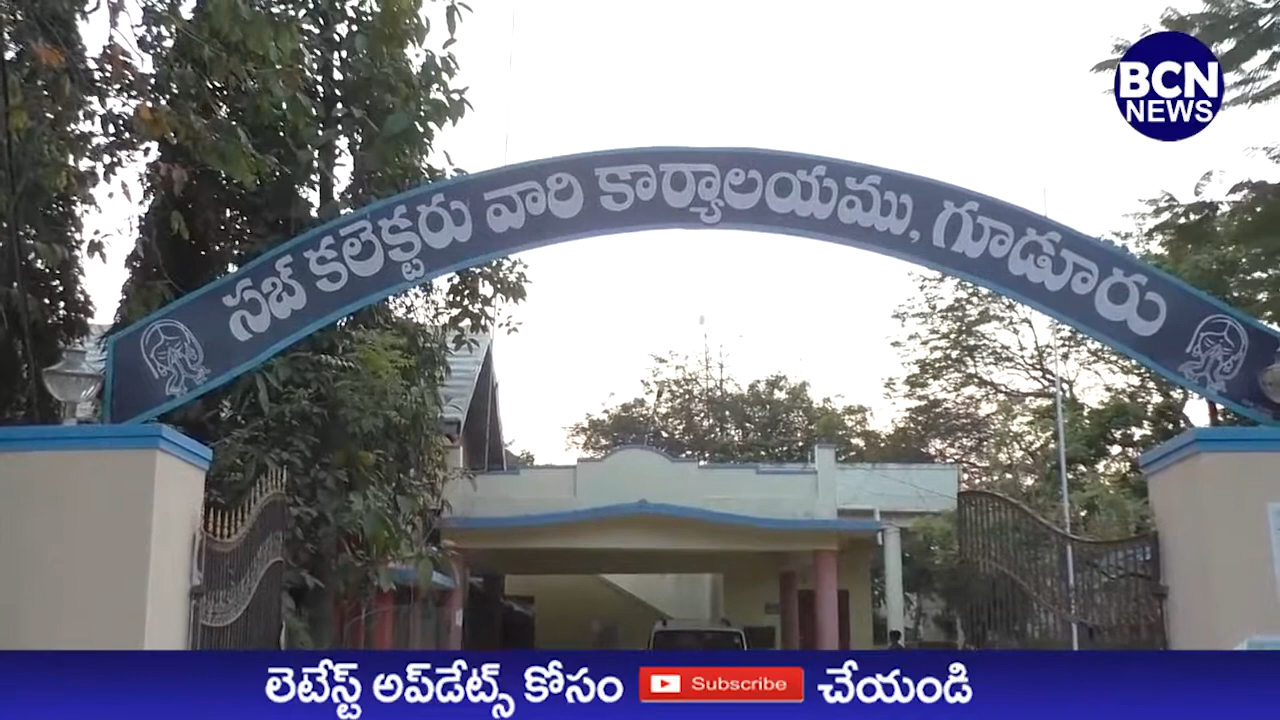 BCN
NEWS
సబ్ కలెక్టరు వారి కార్యాలయము, గూడూరు
లెటేస్ట్ అప్‌డేట్స్ కోసం Subscribe చేయండి